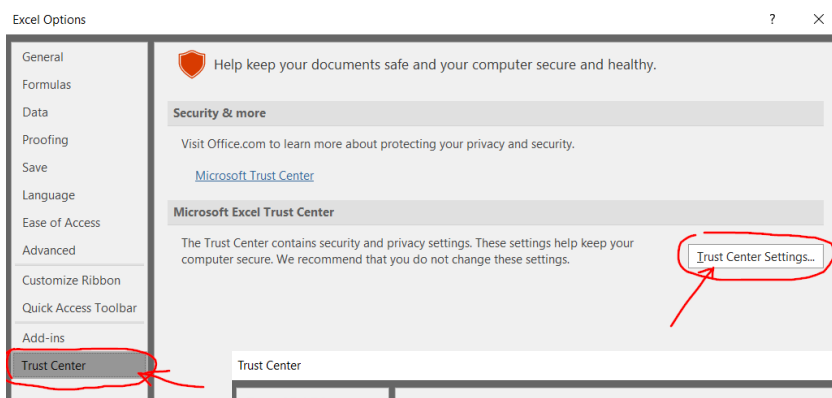 Excel Options
?
General
Formulas
Data
Proofing
Save
Language
Ease of Access
Advanced
Customize Ribbon
Quick Access Toolbar
Add-ins
Trust Center
Help keep your documents safe and your computer secure and healthy.
Security & more
Visit Office.com to learn more about protecting your privacy and security.
Microsoft Trust Center
Microsoft Excel Trust Center
The Trust Center contains security and privacy settings. These settings help keep your
computer secure. We recommend that you do not change these settings.
Trust Center Settings...
Trust Center